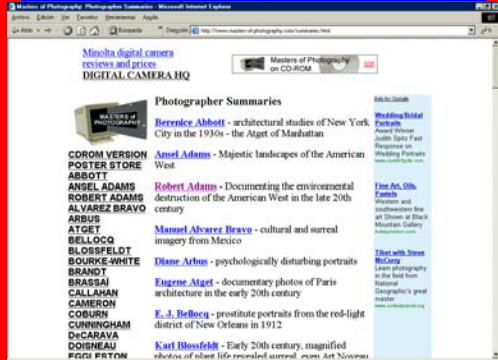 Masters of Photography: Photographer Summaries - Microsoft Internet Explorer
Archivo Edición Ver Favoritos Herramientas Ayuda
Atrás Búsqueda Dirección http://www.masters-of-photography.com/summaries.html
Minolta digital camera
reviews and prices
DIGITAL CAMERA HQ
Masters of Photography
on CD-ROM
MASTERS of
PHOTOGRAPHY
CDROM VERSION
POSTER STORE
ABBOTT
ANSEL ADAMS
ROBERT ADAMS
ALVAREZ BRAVO
ARBUS
ATGET
BELLOCQ
BLOSSFELDT
BOURKE-WHITE
BRANDT
BRASSAÏ
CALLAHAN
CAMERON
COBURN
CUNNINGHAM
DeCARAVA
DOISNEAU
EGGLESTON
Photographer Summaries
Berenice Abbott - architectural studies of New York
City in the 1930s - the Atget of Manhattan
Ansel Adams - Majestic landscapes of the American
West
Robert Adams - Documenting the environmental
destruction of the American West in the late 20th
century
Manuel Alvarez Bravo - cultural and surreal
imagery from Mexico
Diane Arbus - psychologically disturbing portraits
Eugene Atget - documentary photos of Paris
architecture in the early 20th century
E. J. Bellocq - prostitute portraits from the red-light
district of New Orleans in 1912
Karl Blossfeldt - Early 20th century, magnified
photos of plant life revealed surreal, even Art Nouveau
Ads by Google
Wedding/Bridal
Portraits
Award Winner
Judith Spitz Fast
Response on
Wedding Portraits
Fine Art, Oils,
Pastels
Western and
southwestern fine
art Shown at Black
Mountain Gallery
Tibet with Steve
McCurry
Learn photography
in the field from
National
Geographic's great
master